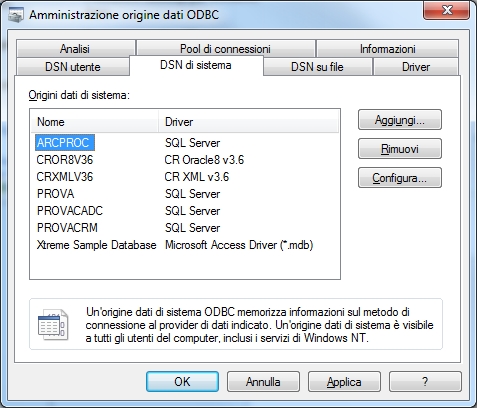 Amministrazione origine dati ODBC
Analisi Pool di connessioni Informazioni
DSN utente DSN di sistema DSN su file Driver
Origini dati di sistema:
Nome Driver
ARCPROC SQL Server
CROR8V36 CR Oracle8 v3.6
CRXMLV36 CR XML v3.6
PROVA SQL Server
PROVACADC SQL Server
PROVACRM SQL Server
Xtreme Sample Database Microsoft Access Driver (*.mdb)
Aggiungi...
Rimuovi
Configura...
Un'origine dati di sistema ODBC memorizza informazioni sul metodo di
connessione al provider di dati indicato. Un'origine dati di sistema è visibile
a tutti gli utenti del computer, inclusi i servizi di Windows NT.
OK Annulla Applica ?